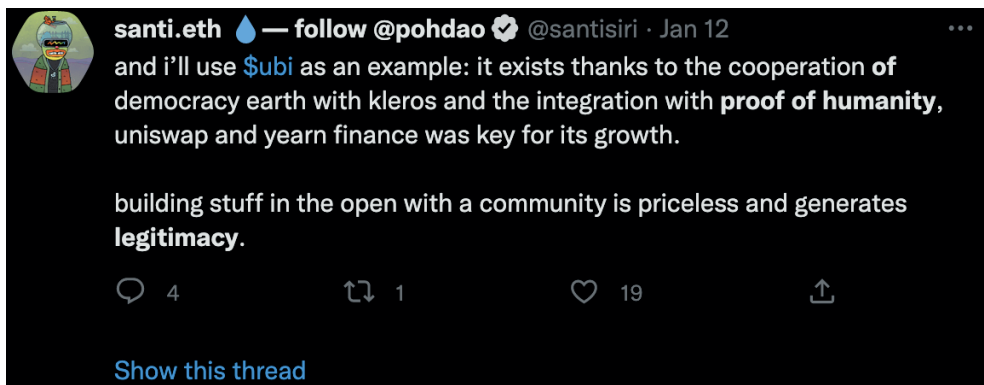 santi.eth 💧— follow @pohdao @santisiri · Jan 12
and i’ll use $ubi as an example: it exists thanks to the cooperation of
democracy earth with kleros and the integration with proof of humanity,
uniswap and yearn finance was key for its growth.
building stuff in the open with a community is priceless and generates
legitimacy.
4 1 19
Show this thread